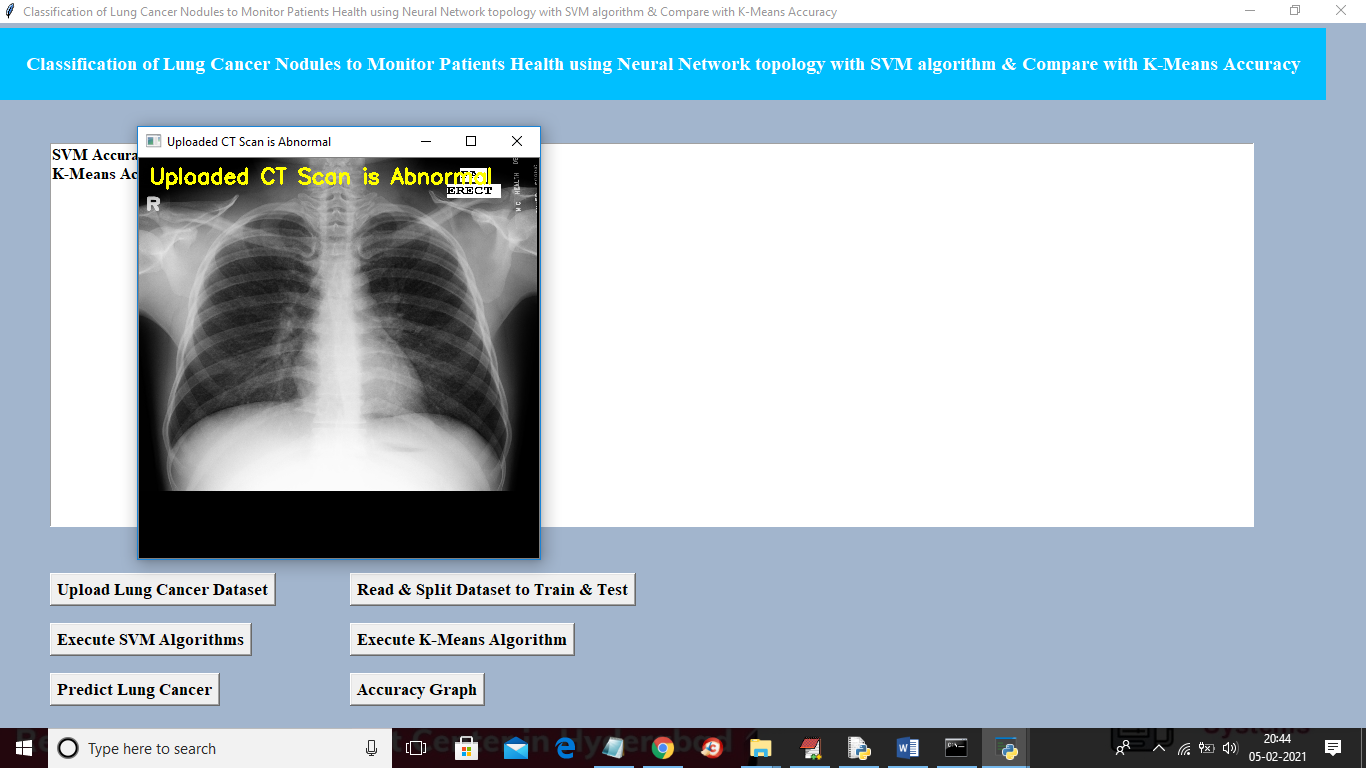 Classification of Lung Cancer Nodules to Monitor Patients Health using Neural Network topology with SVM algorithm & Compare with K-Means Accuracy
Classification of Lung Cancer Nodules to Monitor Patients Health using Neural Network topology with SVM algorithm & Compare with K-Means Accuracy
Uploaded CT Scan is Abnormal
SVM Accura
K-Means Ac
Uploaded CT Scan is Abnormal
ERECT
R
Upload Lung Cancer Dataset
Read & Split Dataset to Train & Test
Execute SVM Algorithms
Execute K-Means Algorithm
Predict Lung Cancer
Accuracy Graph
Type here to search
20:44
05-02-2021